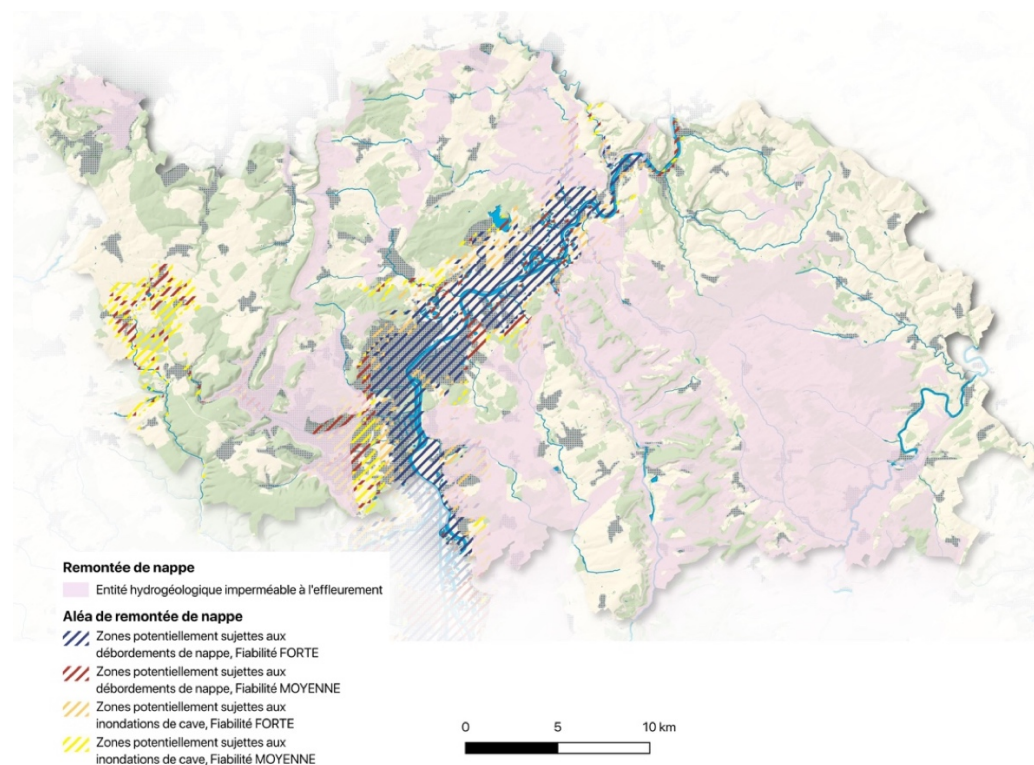 Remontée de nappe
Entité hydrogéologique imperméable à l'effleurement
Aléa de remontée de nappe
Zones potentiellement sujettes aux
débordements de nappe, Fiabilité FORTE
Zones potentiellement sujettes aux
débordements de nappe, Fiabilité MOYENNE
Zones potentiellement sujettes aux
inondations de cave, Fiabilité FORTE
Zones potentiellement sujettes aux
inondations de cave, Fiabilité MOYENNE
0 5 10 km